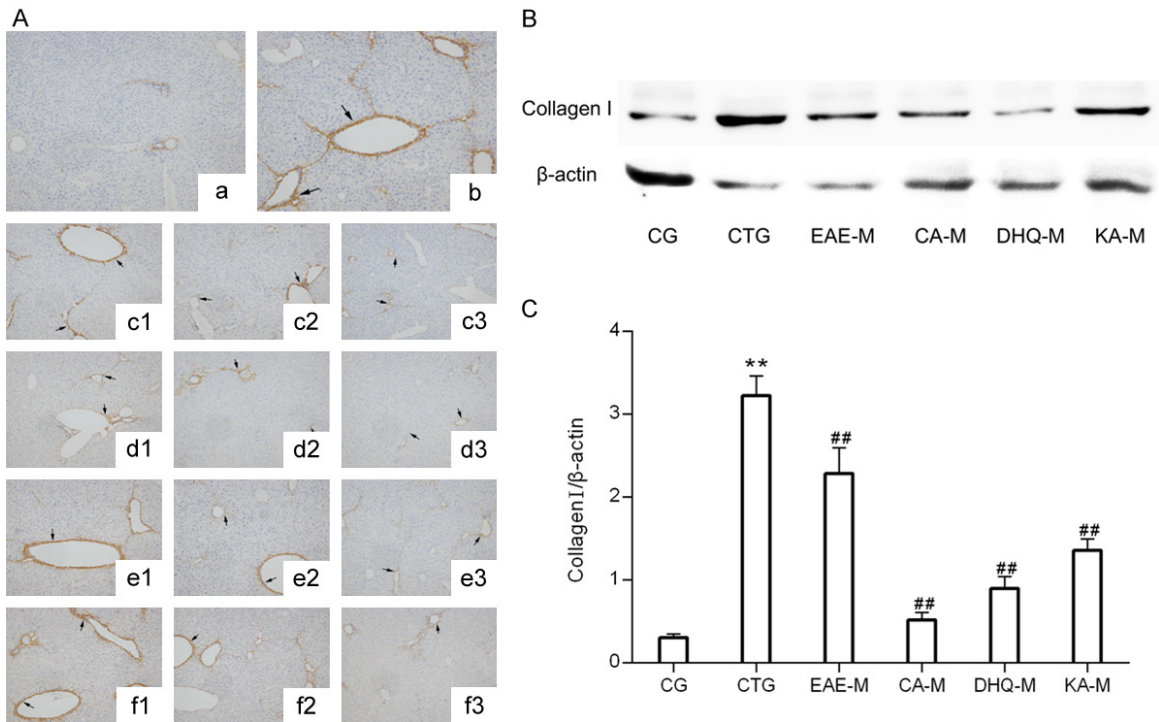 A
a
b
c1
c2
c3
d1
d2
d3
e1
e2
e3
f1
f2
f3
B
Collagen I
β-actin
CG CTG EAE-M CA-M DHQ-M KA-M
C
Collagen I/β-actin
4
3
2
1
0
**
##
##
##
##
CG CTG EAE-M CA-M DHQ-M KA-M